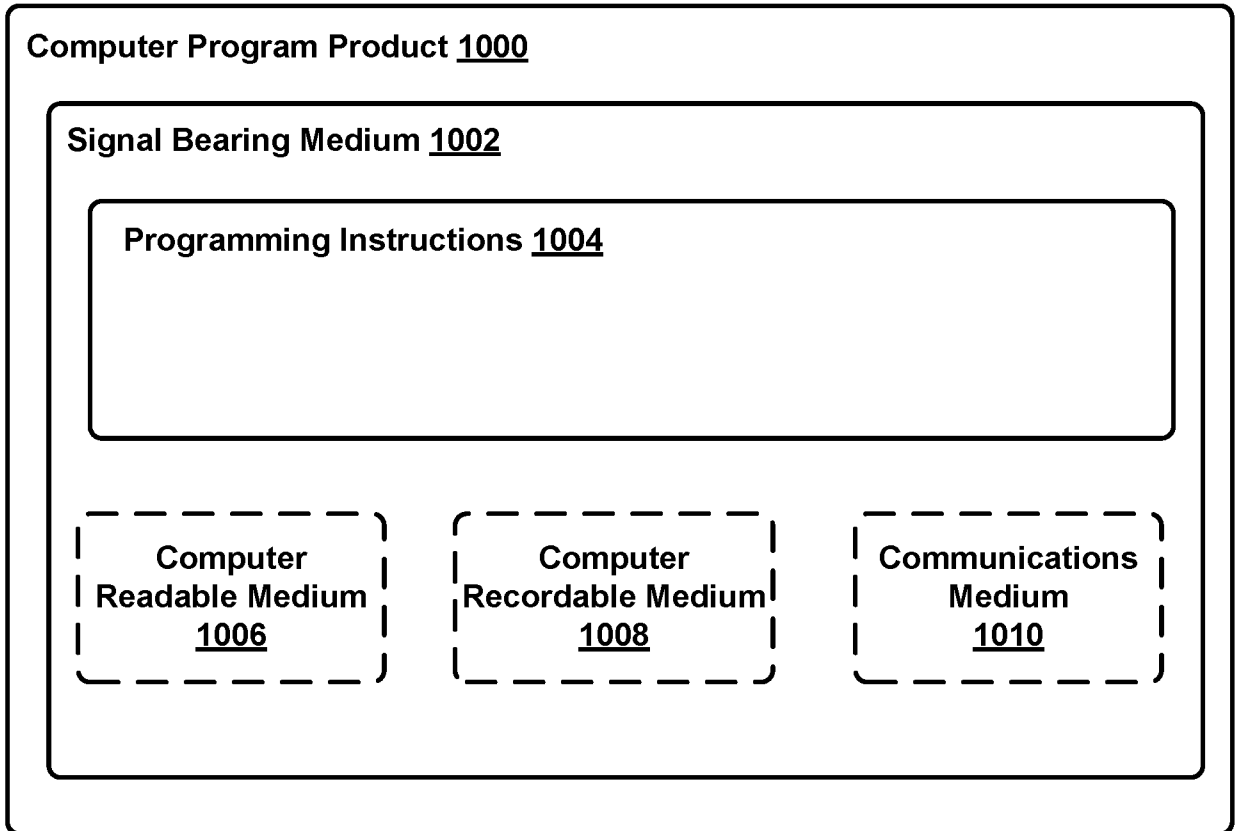 Computer Program Product 1000
Signal Bearing Medium 1002
Programming Instructions 1004
Computer
Readable Medium
1006
Computer
Recordable Medium
1008
Communications
Medium
1010